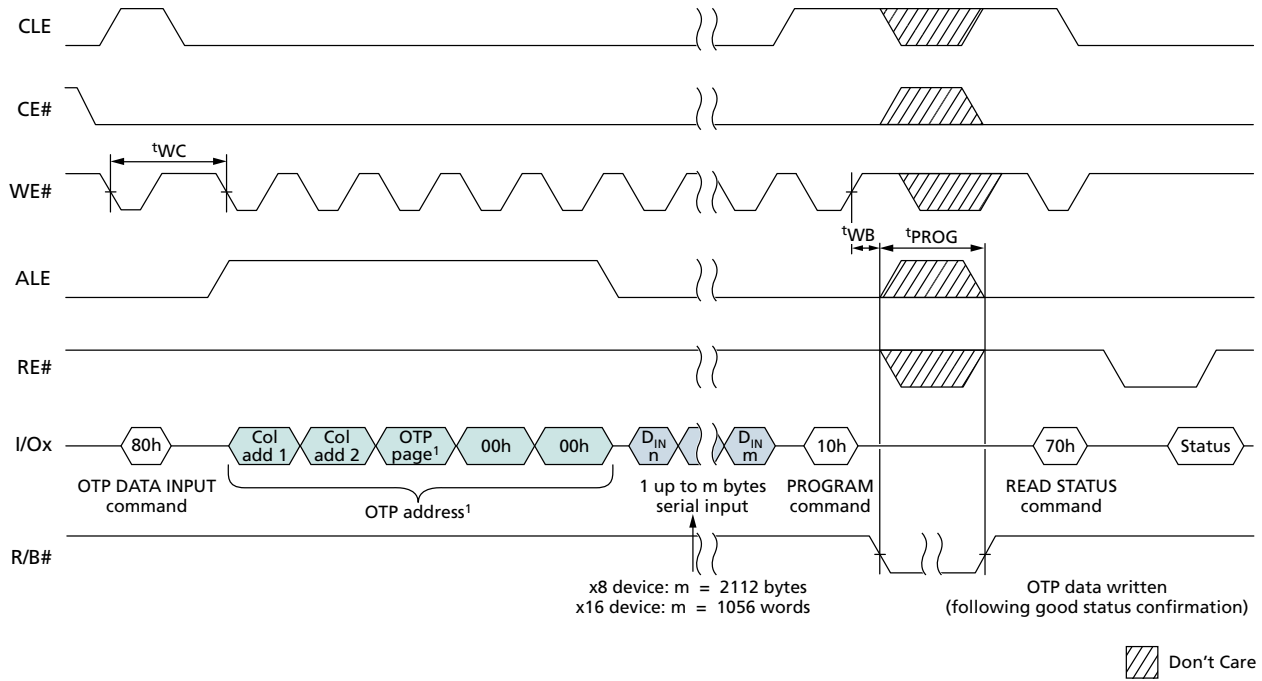 CLE
CE#
tWC
WE#
tWB
tPROG
ALE
RE#
I/Ox
80h
Col
add 1
Col
add 2
OTP
page1
00h
00h
DIN
n
DIN
m
10h
70h
Status
OTP DATA INPUT
command
OTP address1
1 up to m bytes
serial input
PROGRAM
command
READ STATUS
command
R/B#
x8 device: m = 2112 bytes
x16 device: m = 1056 words
OTP data written
(following good status confirmation)
Don't Care